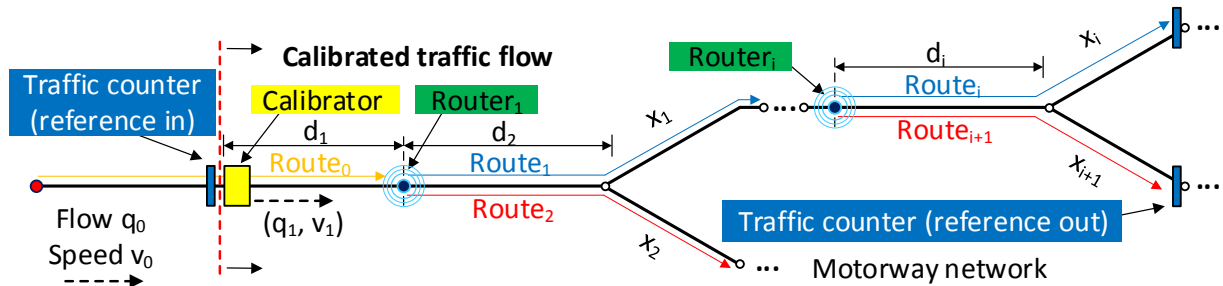 Calibrated traffic flow
Traffic counter
(reference in)
Calibrator
Router₁
d₁
d₂
Route₀
Route₁
Route₂
x₁
x₂
...
Routerᵢ
dᵢ
Routeᵢ
Routeᵢ₊₁
xᵢ
xᵢ₊₁
...
...
...
Flow q₀
Speed v₀
(q₁, v₁)
Traffic counter (reference out)
Motorway network